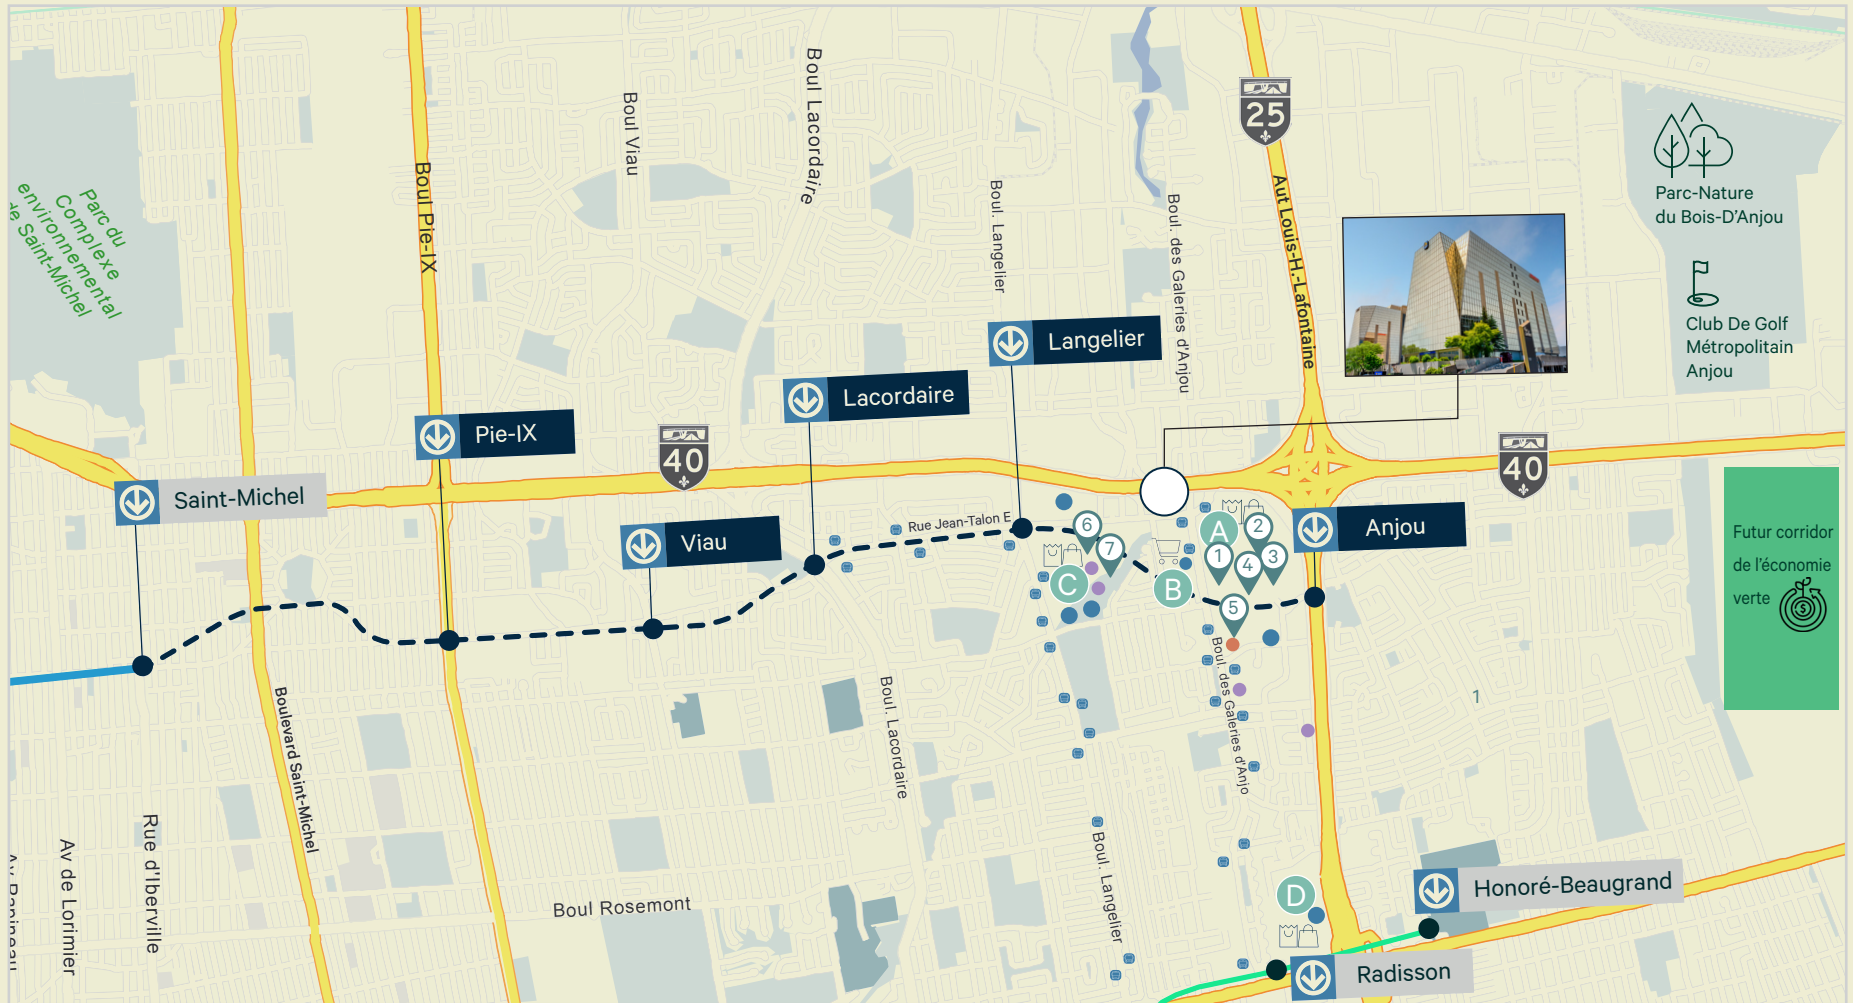 25
Parc-Nature
du Bois-D'Anjou
Club De Golf
Métropolitain
Anjou
Boul Lacordaire
Boul Viau
Boul Pie-IX
Boul. Langelier
Boul. des Galeries d'Anjou
Aut Louis-H.-Lafontaine
Parc du
Complexe
environnemental
de Saint-Michel
Langelier
Lacordaire
Pie-IX
40
40
Saint-Michel
Viau
Rue Jean-Talon E
Anjou
A
B
C
D
1
2
3
4
5
6
7
Futur corridor
de l'économie
verte
$
1
Boulevard Saint-Michel
Boul. Lacordaire
Boul. des Galeries d'Anjo
Boul. Langelier
Rue d'Iberville
Av de Lorimier
Av Papineau
Boul Rosemont
Honoré-Beaugrand
Radisson